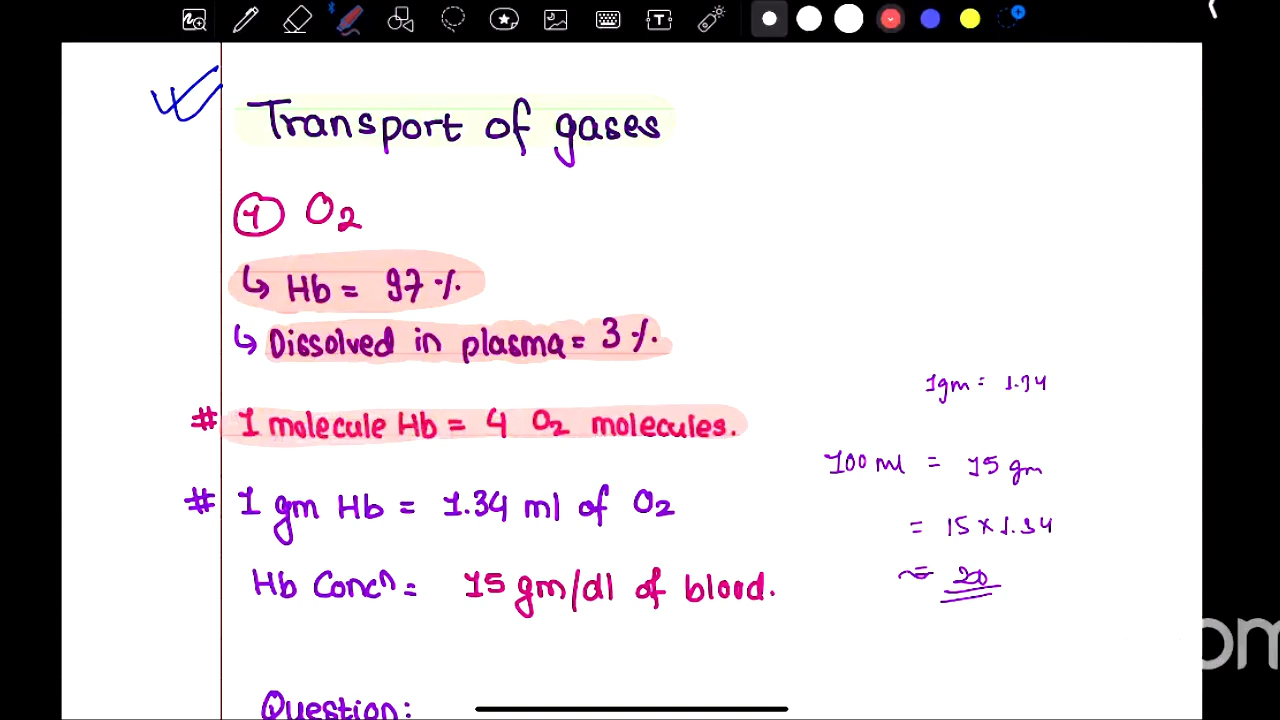 Transport of gases
1 O2
↳ Hb = 97 %
↳ Dissolved in plasma = 3 %
# 1 molecule Hb = 4 O2 molecules.
# 1 gm Hb = 1.34 ml of O2
Hb Concn = 15 gm/dl of blood.
1gm = 1.34
100 ml = 15 gm
= 15 x 1.34
≈ 20
Question:
om